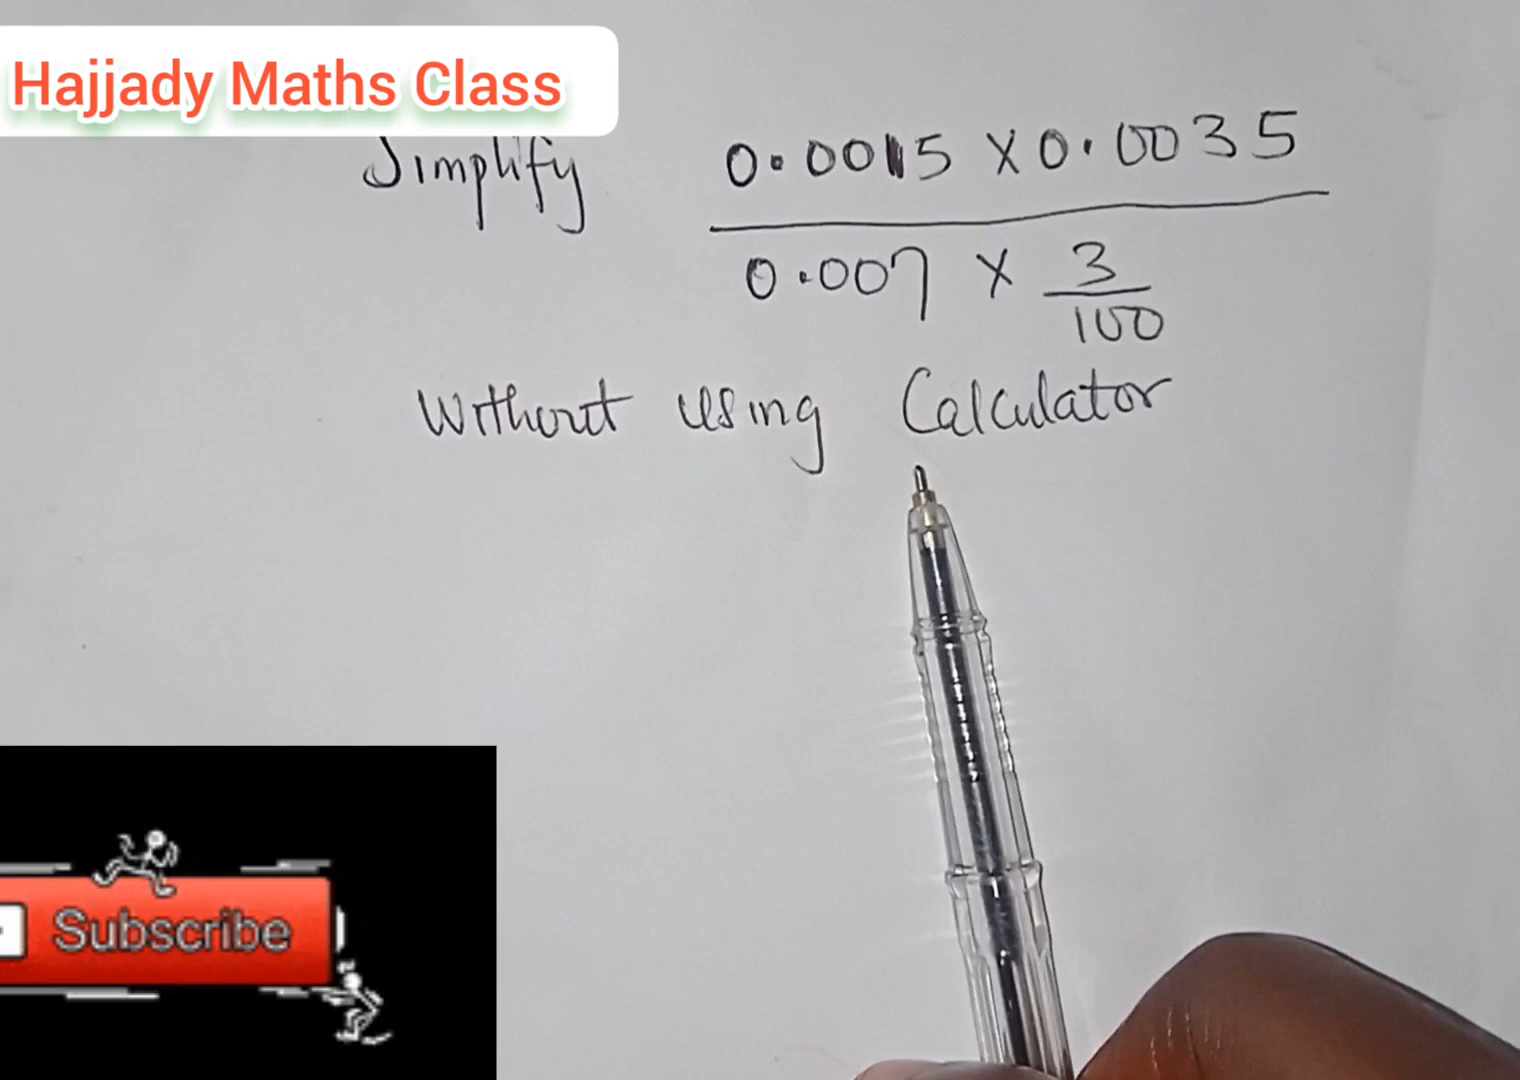 Hajjady Maths Class
Simplify 0.0015 × 0.0035
0.007 × 3
100
Without using Calculator
Subscribe